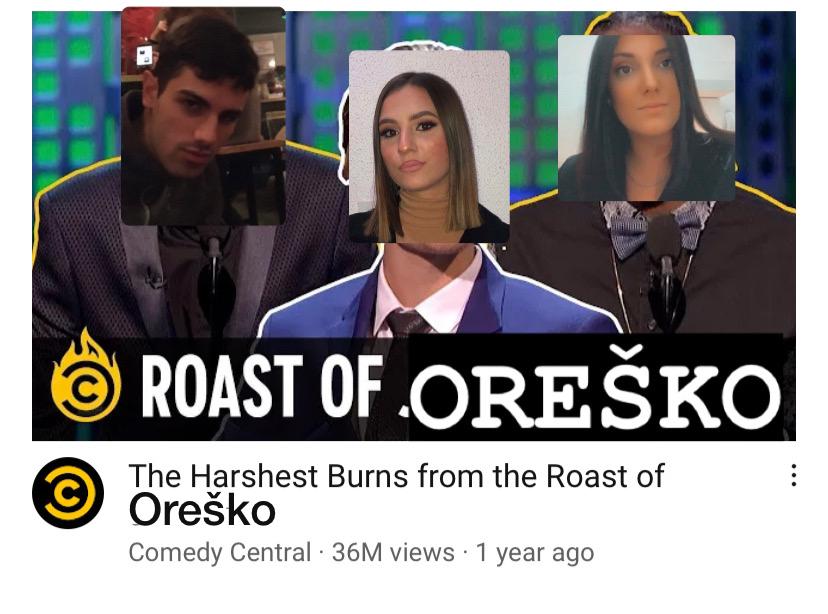 ROAST OF OREŠKO
The Harshest Burns from the Roast of
Oreško
Comedy Central · 36M views · 1 year ago